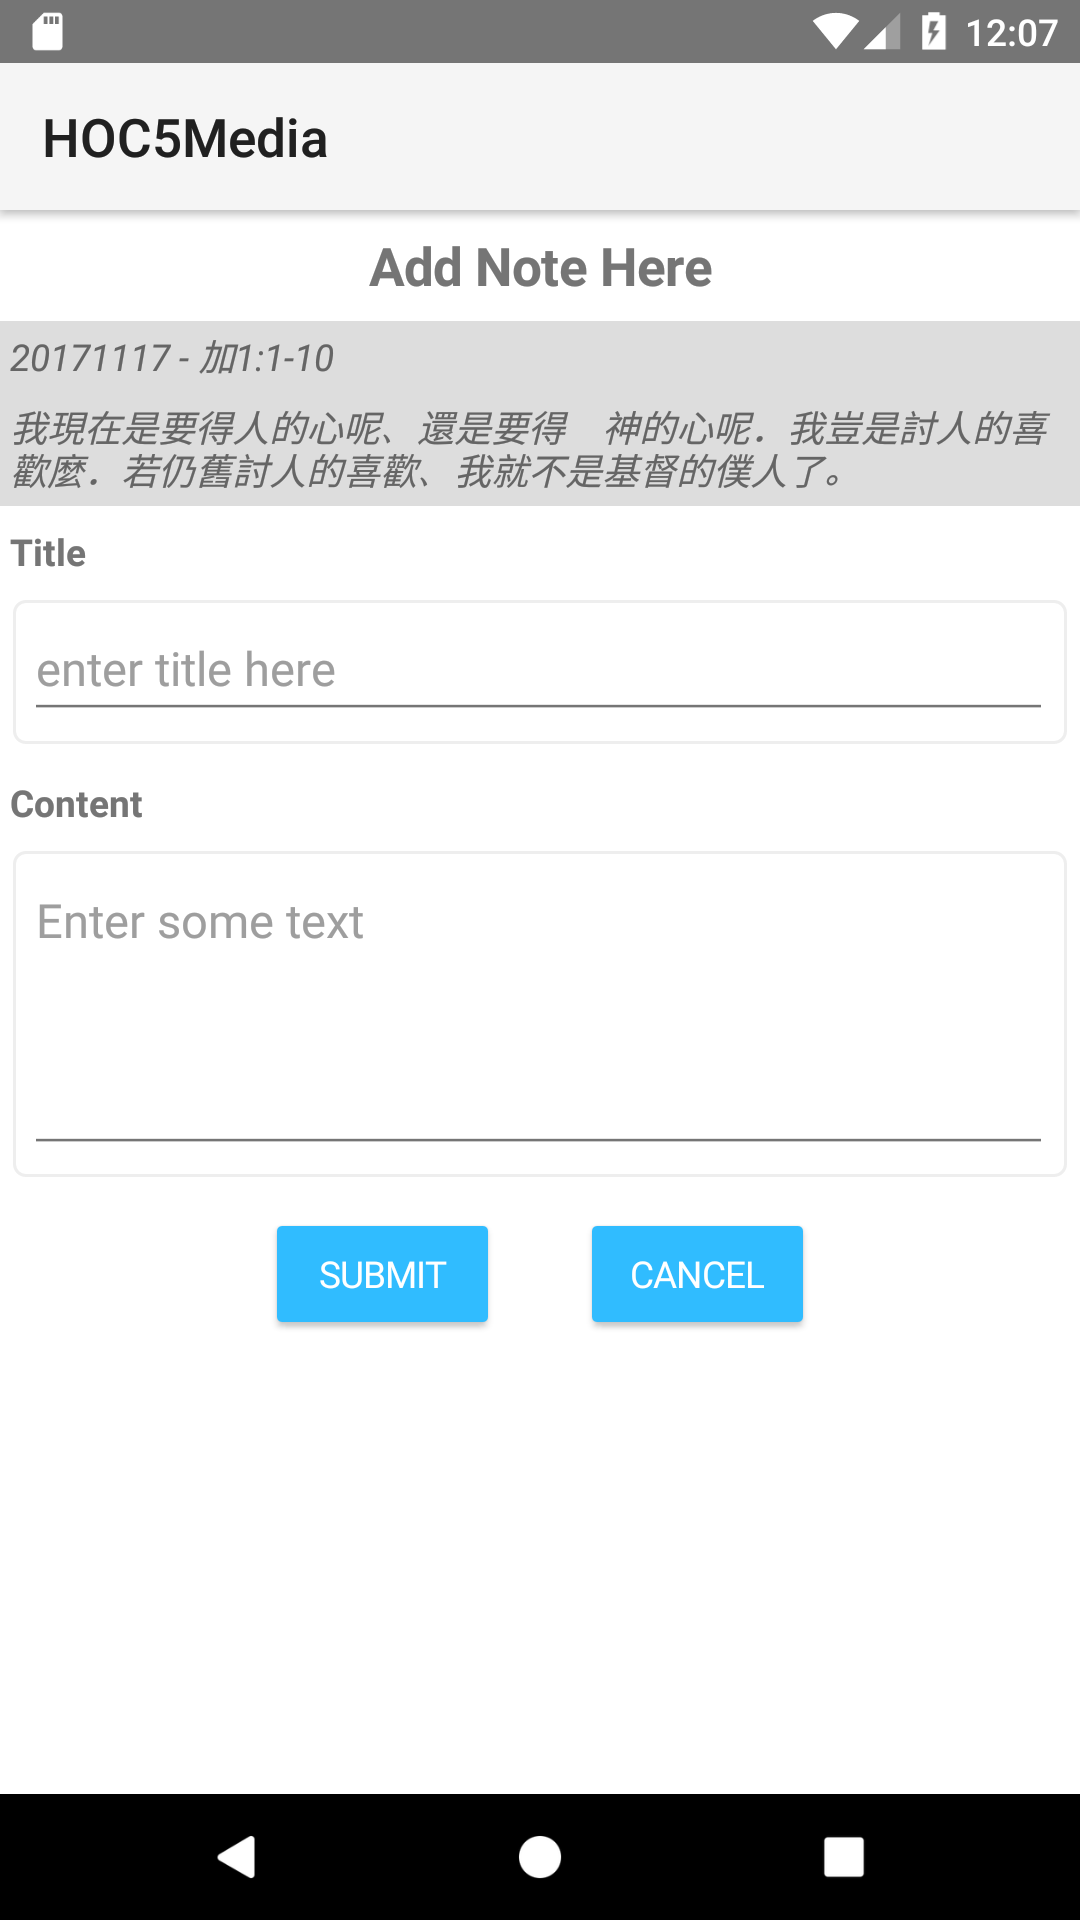 12:07
HOC5Media
Add Note Here
20171117 - 加1:1-10
我現在是要得人的心呢、還是要得　神的心呢．我豈是討人的喜
歡麼．若仍舊討人的喜歡、我就不是基督的僕人了。
Title
enter title here
Content
Enter some text
SUBMIT CANCEL